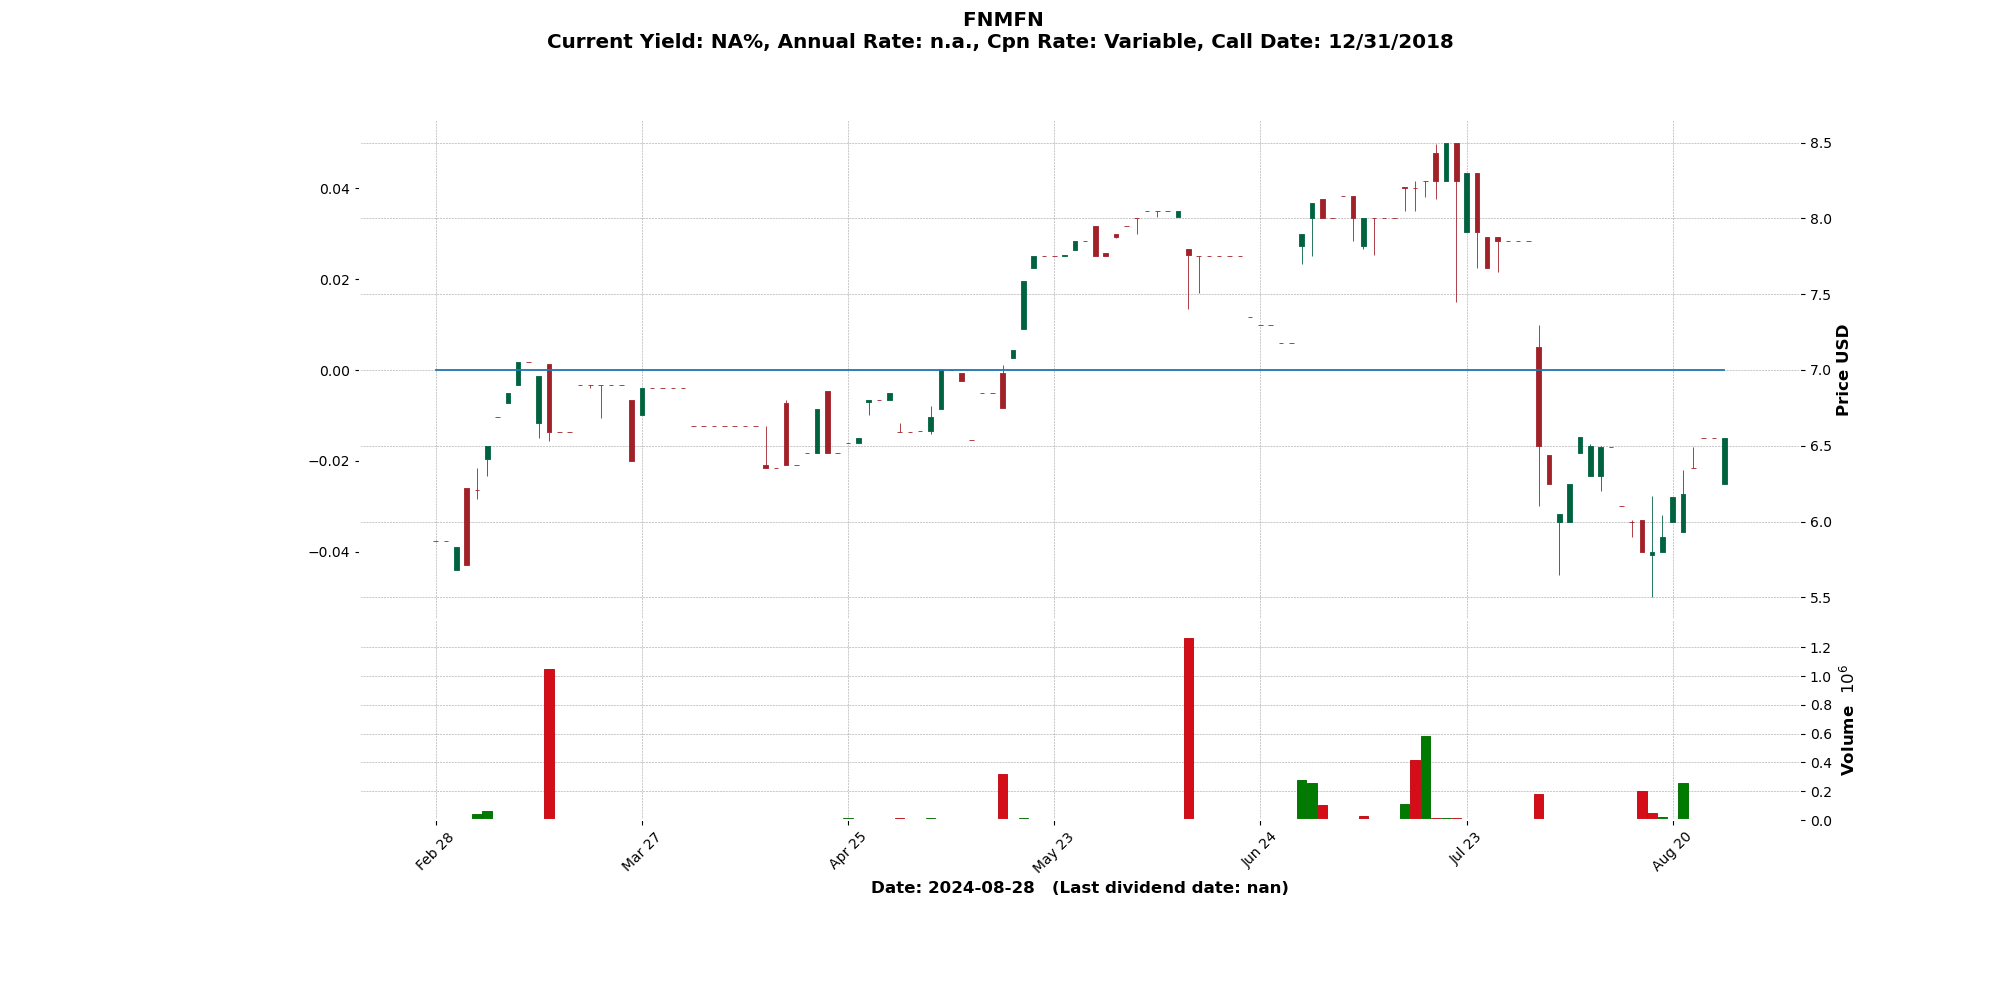 FNMFN
Current Yield: NA%, Annual Rate: n.a., Cpn Rate: Variable, Call Date: 12/31/2018
0.04
0.02
0.00
−0.02
−0.04
8.5
8.0
7.5
7.0
6.5
6.0
5.5
Price USD
1.2
1.0
0.8
0.6
0.4
0.2
0.0
Volume 10^6
Feb 28
Mar 27
Apr 25
May 23
Jun 24
Jul 23
Aug 20
Date: 2024-08-28 (Last dividend date: nan)